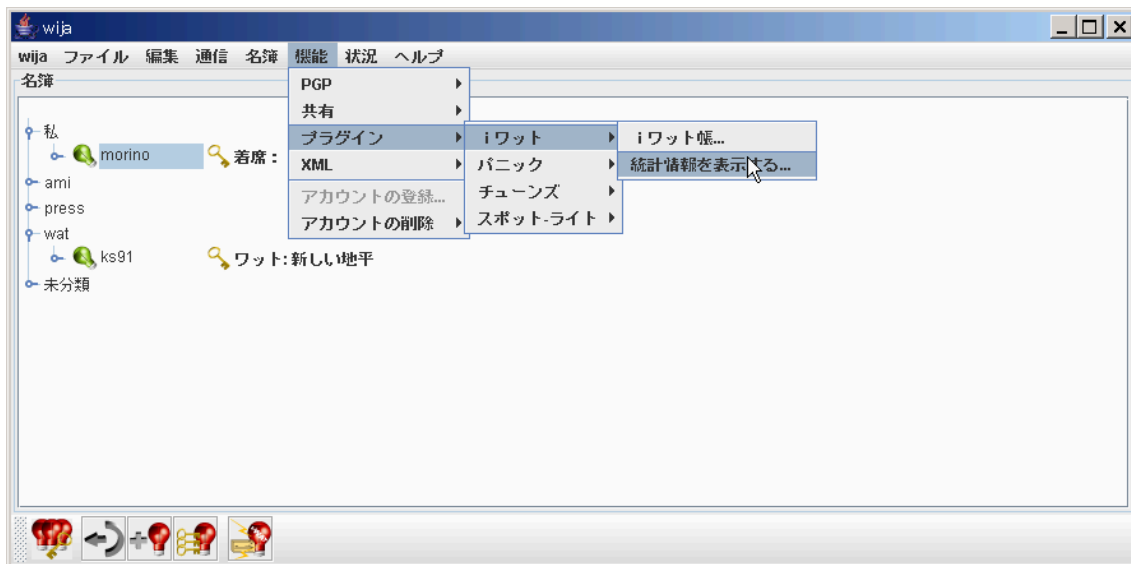 wija
wija ファイル 編集 通信 名簿 機能 状況 ヘルプ
名簿
PGP
共有
プラグイン
XML
アカウントの登録...
アカウントの削除
iワット
パニック
チューンズ
スポット-ライト
iワット帳...
統計情報を表示する...
私
morino 着席：
ami
press
wat
ks91 ワット:新しい地平
未分類